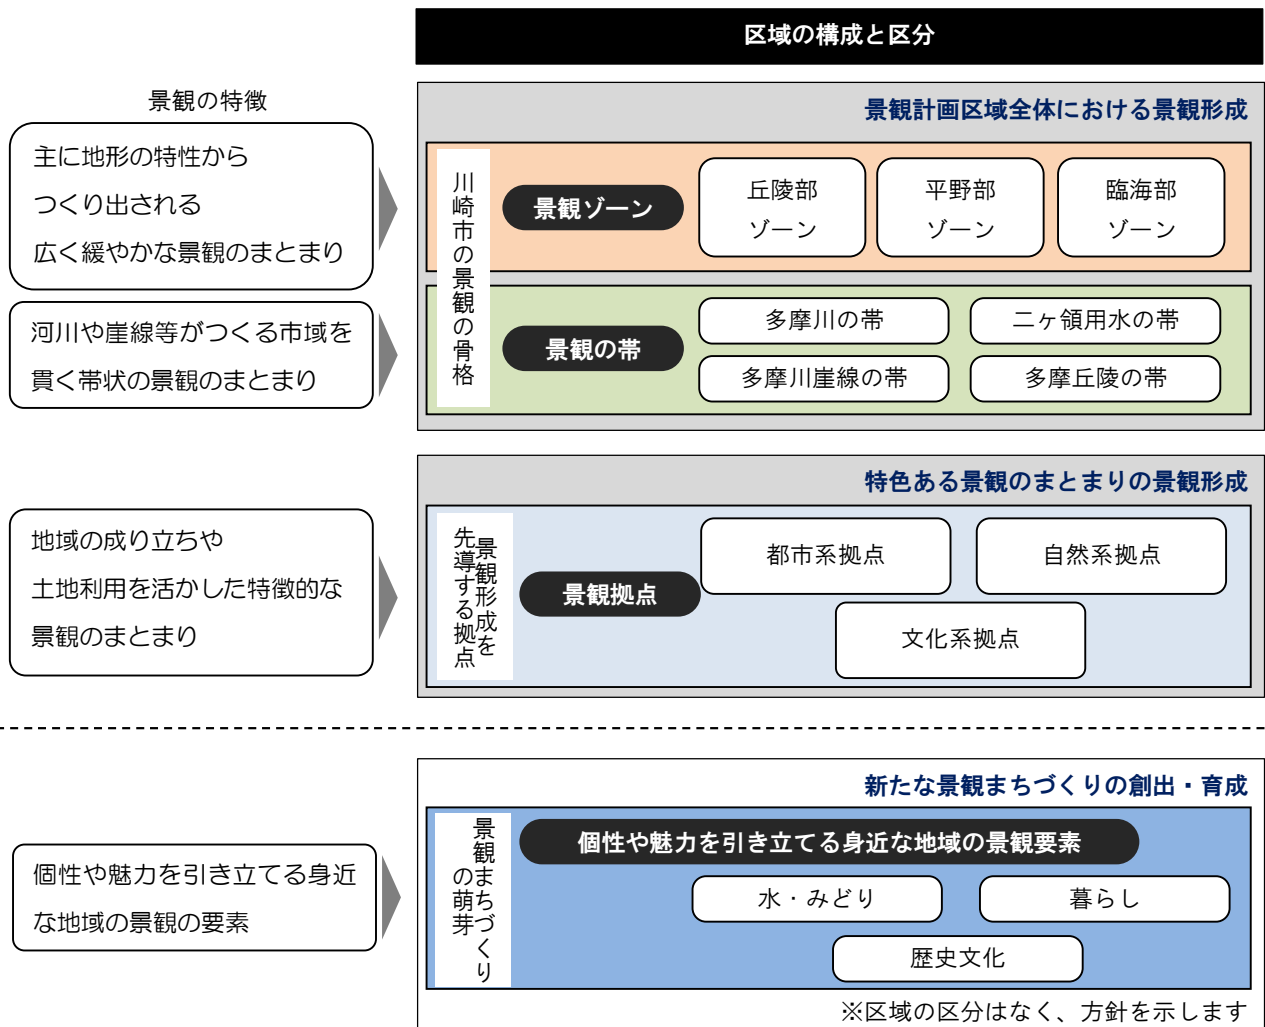 区域の構成と区分
景観の特徴
主に地形の特性から
つくり出される
広く緩やかな景観のまとまり
景観計画区域全体における景観形成
川崎市の景観の骨格
景観ゾーン
丘陵部
ゾーン
平野部
ゾーン
臨海部
ゾーン
河川や崖線等がつくる市域を
貫く帯状の景観のまとまり
景観の帯
多摩川の帯
二ヶ領用水の帯
多摩川崖線の帯
多摩丘陵の帯
地域の成り立ちや
土地利用を活かした特徴的な
景観のまとまり
特色ある景観のまとまりの景観形成
景観形成を
先導する拠点
景観拠点
都市系拠点
自然系拠点
文化系拠点
個性や魅力を引き立てる身近
な地域の景観の要素
新たな景観まちづくりの創出・育成
景観まちづくり
の萌芽
個性や魅力を引き立てる身近な地域の景観要素
水・みどり
暮らし
歴史文化
※区域の区分はなく、方針を示します